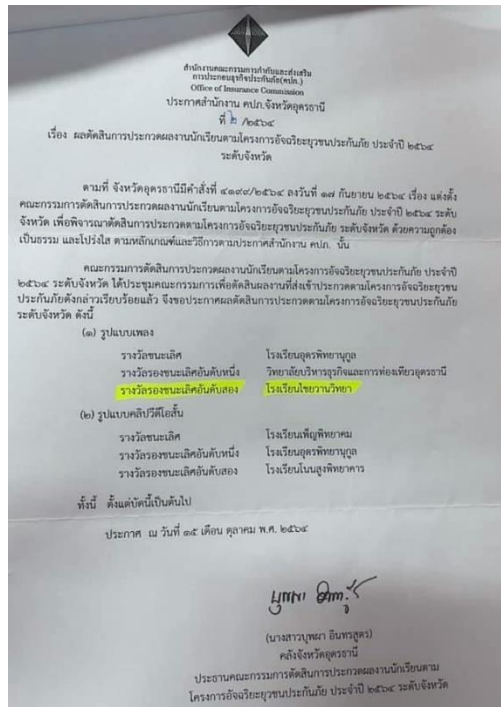 สำนักงานคณะกรรมการกำกับและส่งเสริม
การประกอบธุรกิจประกันภัย(คปภ.)
Office of Insurance Commission
ประกาศสำนักงาน คปภ.จังหวัดอุดรธานี
ที่ ๒ /๒๕๖๔
เรื่อง ผลตัดสินการประกวดผลงานนักเรียนตามโครงการอัจฉริยะยุวชนประกันภัย ประจำปี ๒๕๖๔
ระดับจังหวัด
ตามที่ จังหวัดอุดรธานีมีคำสั่งที่ ๔๑๙๙/๒๕๖๔ ลงวันที่ ๑๗ กันยายน ๒๕๖๔ เรื่อง แต่งตั้ง
คณะกรรมการตัดสินการประกวดผลงานนักเรียนตามโครงการอัจฉริยะยุวชนประกันภัย ประจำปี ๒๕๖๔ ระดับ
จังหวัด เพื่อพิจารณาตัดสินการประกวดตามโครงการอัจฉริยะยุวชนประกันภัย ระดับจังหวัด ด้วยความถูกต้อง
เป็นธรรม และโปร่งใส ตามหลักเกณฑ์และวิธีการตามประกาศสำนักงาน คปภ. นั้น
คณะกรรมการตัดสินการประกวดผลงานนักเรียนตามโครงการอัจฉริยะยุวชนประกันภัย ประจำปี
๒๕๖๔ ระดับจังหวัด ได้ประชุมคณะกรรมการเพื่อตัดสินผลงานที่ส่งเข้าประกวดตามโครงการอัจฉริยะยุวชน
ประกันภัยดังกล่าวเรียบร้อยแล้ว จึงขอประกาศผลตัดสินการประกวดตามโครงการอัจฉริยะยุวชนประกันภัย
ระดับจังหวัด ดังนี้
(๑) รูปแบบเพลง
รางวัลชนะเลิศ โรงเรียนอุดรพิทยานุกูล
รางวัลรองชนะเลิศอันดับหนึ่ง วิทยาลัยบริหารธุรกิจและการท่องเที่ยวอุดรธานี
รางวัลรองชนะเลิศอันดับสอง โรงเรียนไชยวานวิทยา
(๒) รูปแบบคลิปวีดีโอสั้น
รางวัลชนะเลิศ โรงเรียนเพ็ญพิทยาคม
รางวัลรองชนะเลิศอันดับหนึ่ง โรงเรียนอุดรพิทยานุกูล
รางวัลรองชนะเลิศอันดับสอง โรงเรียนโนนสูงพิทยาคาร
ทั้งนี้ ตั้งแต่บัดนี้เป็นต้นไป
ประกาศ ณ วันที่ ๑๕ เดือน ตุลาคม พ.ศ. ๒๕๖๔
(นางสาวบุพผา อินทรสูตร)
คลังจังหวัดอุดรธานี
ประธานคณะกรรมการตัดสินการประกวดผลงานนักเรียนตาม
โครงการอัจฉริยะยุวชนประกันภัย ประจำปี ๒๕๖๔ ระดับจังหวัด